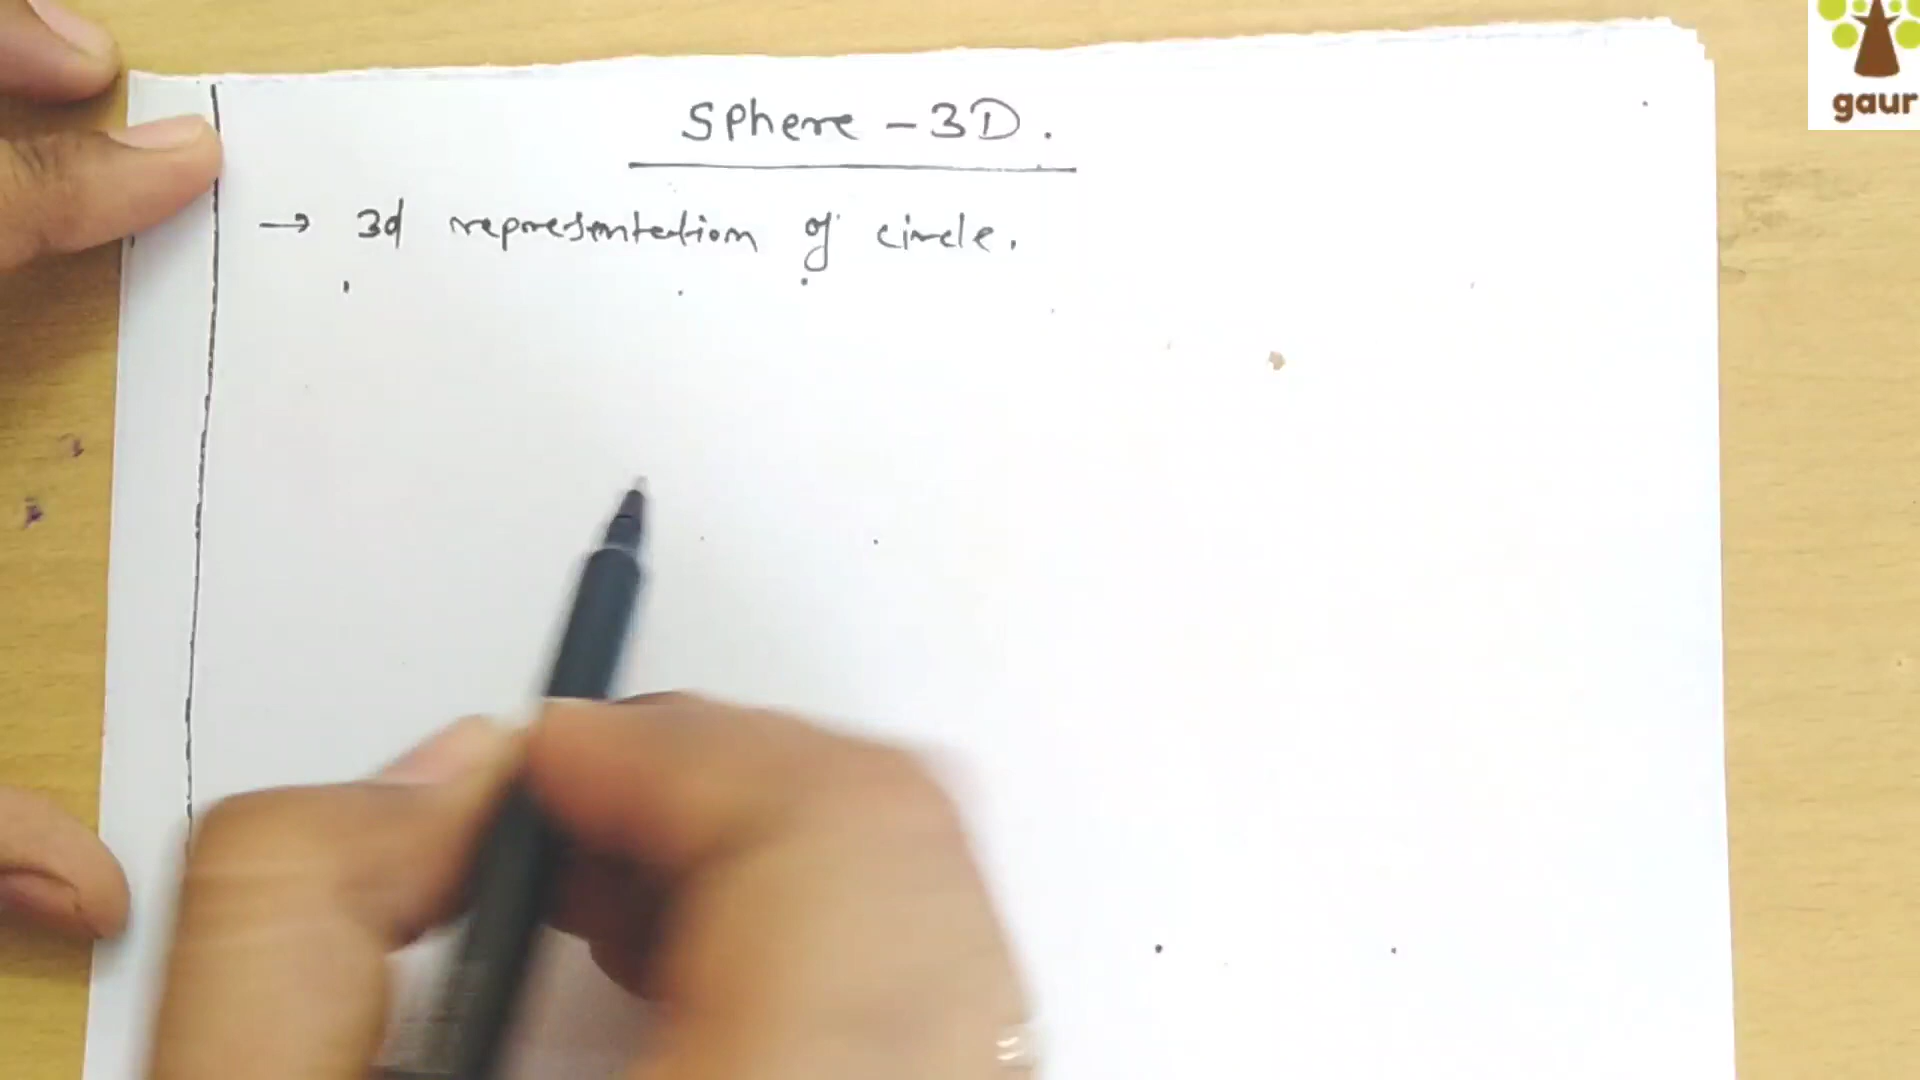 Sphere - 3D.
→ 3d representation of circle.
gaur